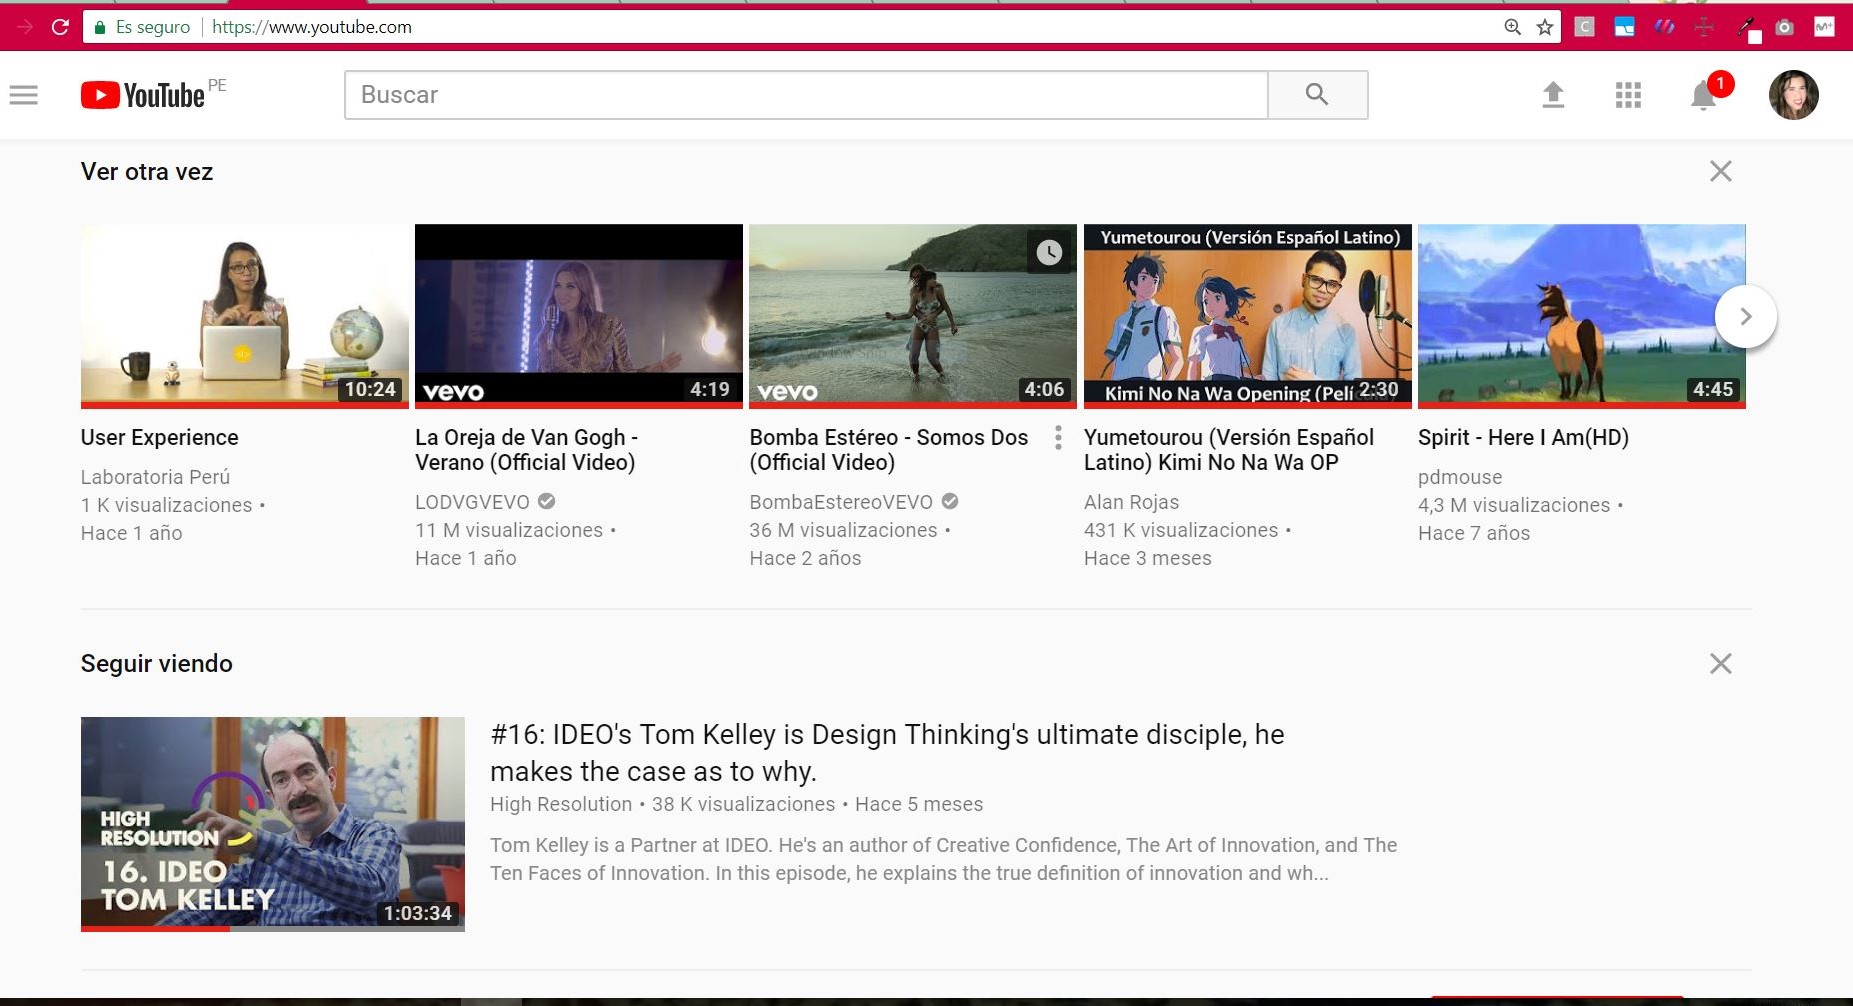 Es seguro https://www.youtube.com
YouTube PE
Buscar
1
Ver otra vez
10:24
vevo 4:19
vevo 4:06
Yumetourou (Versión Español Latino)
Kimi No Na Wa Opening (Pelí 2:30
4:45
User Experience
Laboratoria Perú
1 K visualizaciones •
Hace 1 año
La Oreja de Van Gogh -
Verano (Official Video)
LODVGVEVO
11 M visualizaciones •
Hace 1 año
Bomba Estéreo - Somos Dos
(Official Video)
BombaEstereoVEVO
36 M visualizaciones •
Hace 2 años
Yumetourou (Versión Español
Latino) Kimi No Na Wa OP
Alan Rojas
431 K visualizaciones •
Hace 3 meses
Spirit - Here I Am(HD)
pdmouse
4,3 M visualizaciones •
Hace 7 años
Seguir viendo
HIGH
RESOLUTION
16. IDEO
TOM KELLEY
1:03:34
#16: IDEO's Tom Kelley is Design Thinking's ultimate disciple, he
makes the case as to why.
High Resolution • 38 K visualizaciones • Hace 5 meses
Tom Kelley is a Partner at IDEO. He's an author of Creative Confidence, The Art of Innovation, and The
Ten Faces of Innovation. In this episode, he explains the true definition of innovation and wh...